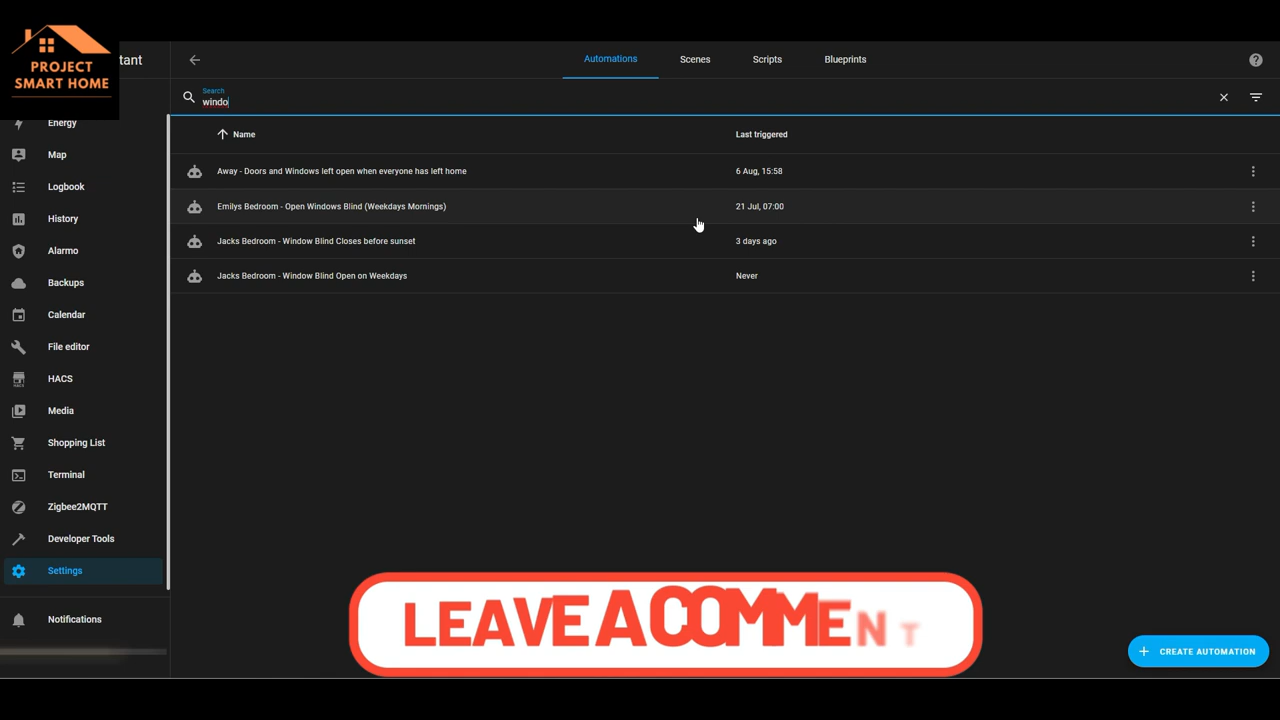 PROJECT
SMART HOME
tant
Automations
Scenes
Scripts
Blueprints
Search
windo
Energy
Map
Logbook
History
Alarmo
Backups
Calendar
File editor
HACS
Media
Shopping List
Terminal
Zigbee2MQTT
Developer Tools
Settings
Notifications
Name Last triggered
Away - Doors and Windows left open when everyone has left home 6 Aug, 15:58
Emilys Bedroom - Open Windows Blind (Weekdays Mornings) 21 Jul, 07:00
Jacks Bedroom - Window Blind Closes before sunset 3 days ago
Jacks Bedroom - Window Blind Open on Weekdays Never
LEAVE A COMMENT
CREATE AUTOMATION